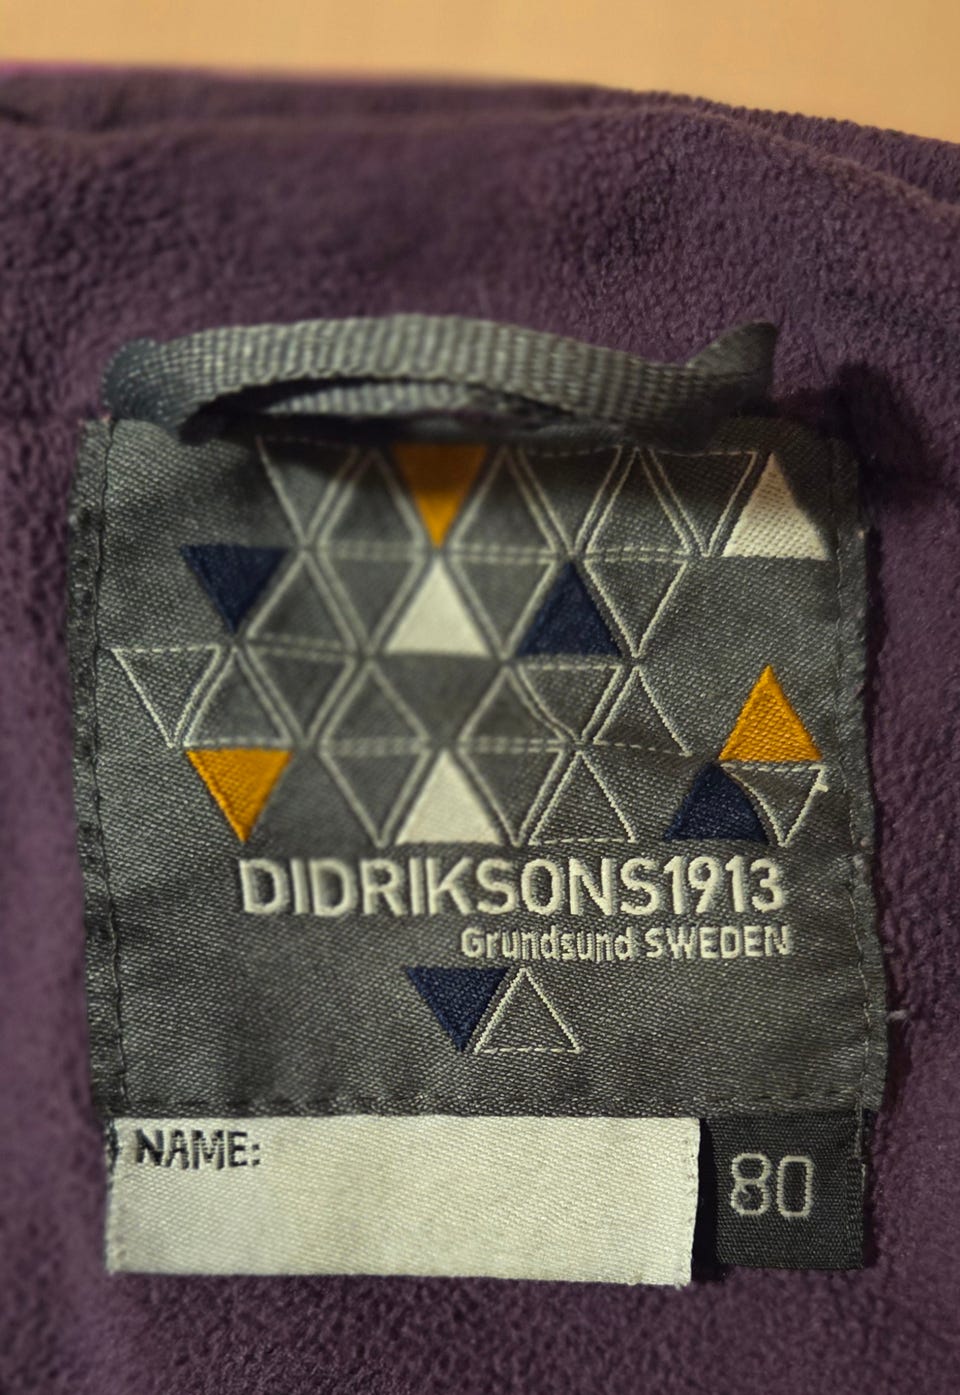 DIDRIKSONS1913
Grundsund SWEDEN
NAME:
80